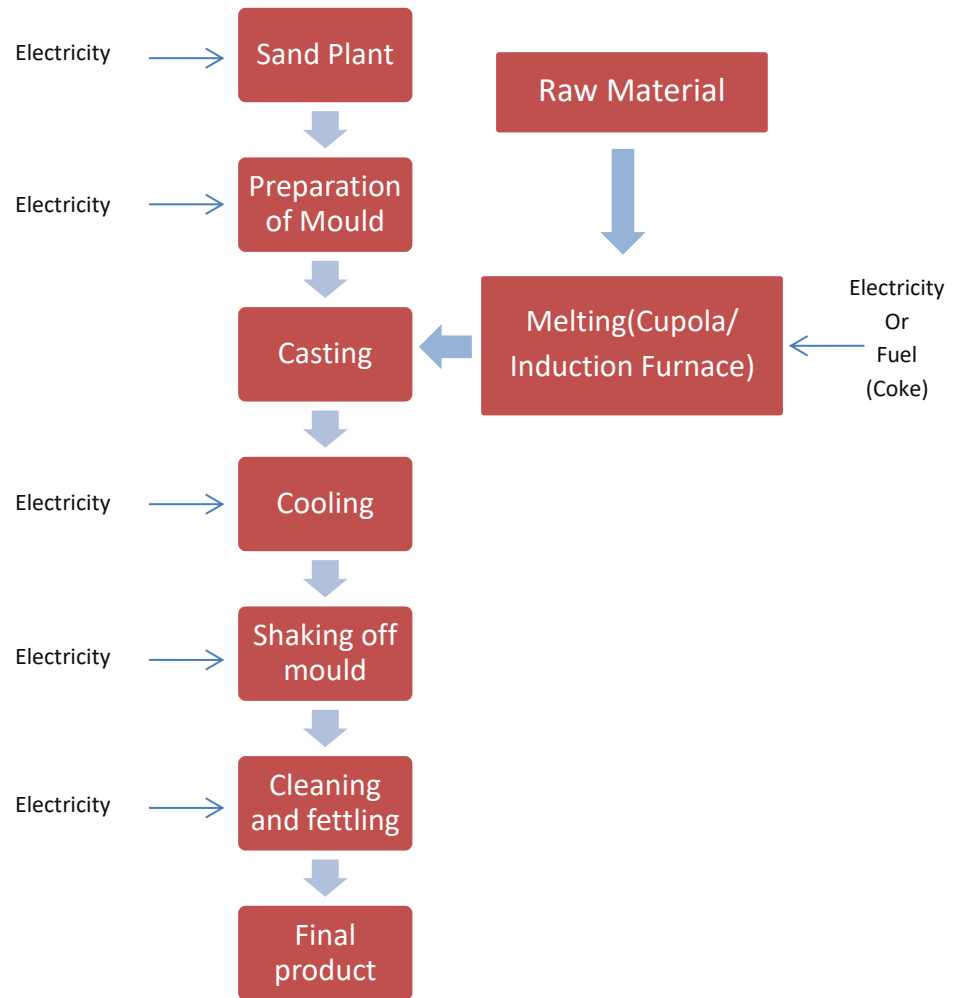 Electricity
Sand Plant
Raw Material
Electricity
Preparation
of Mould
Casting
Melting(Cupola/
Induction Furnace)
Electricity
Or
Fuel
(Coke)
Electricity
Cooling
Electricity
Shaking off
mould
Electricity
Cleaning
and fettling
Final
product